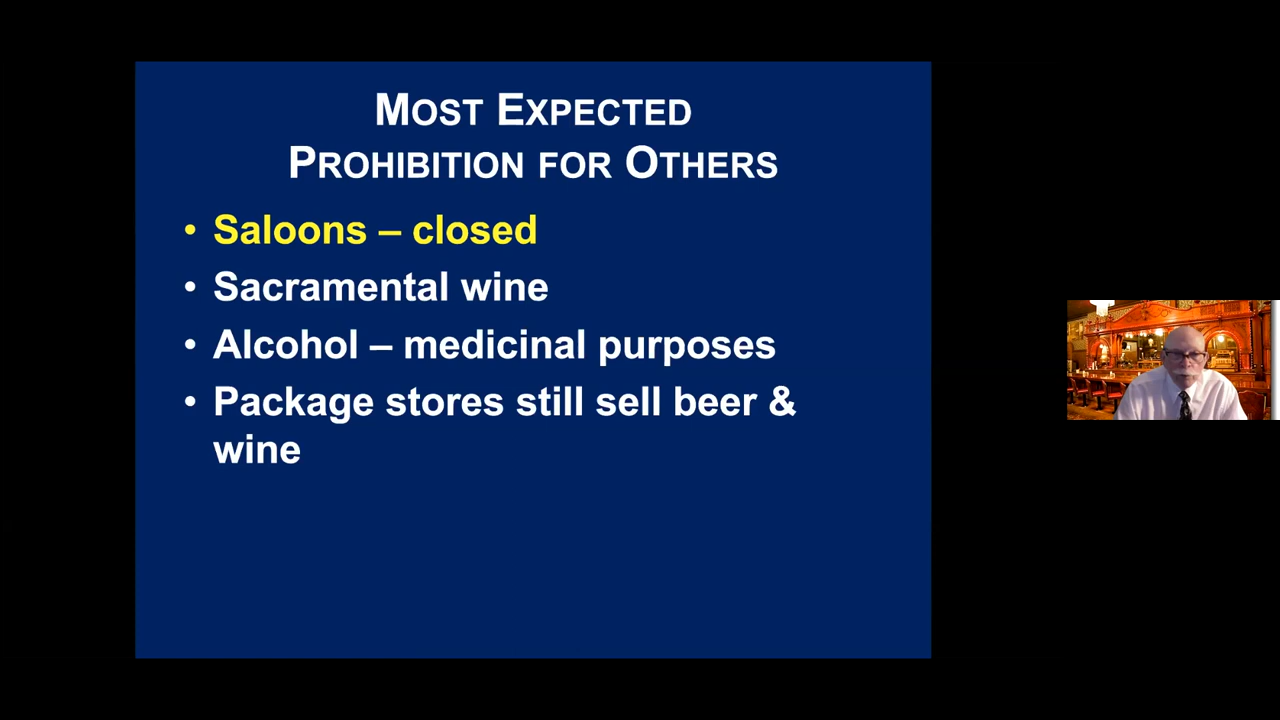 MOST EXPECTED
PROHIBITION FOR OTHERS
• Saloons – closed
• Sacramental wine
• Alcohol – medicinal purposes
• Package stores still sell beer &
wine